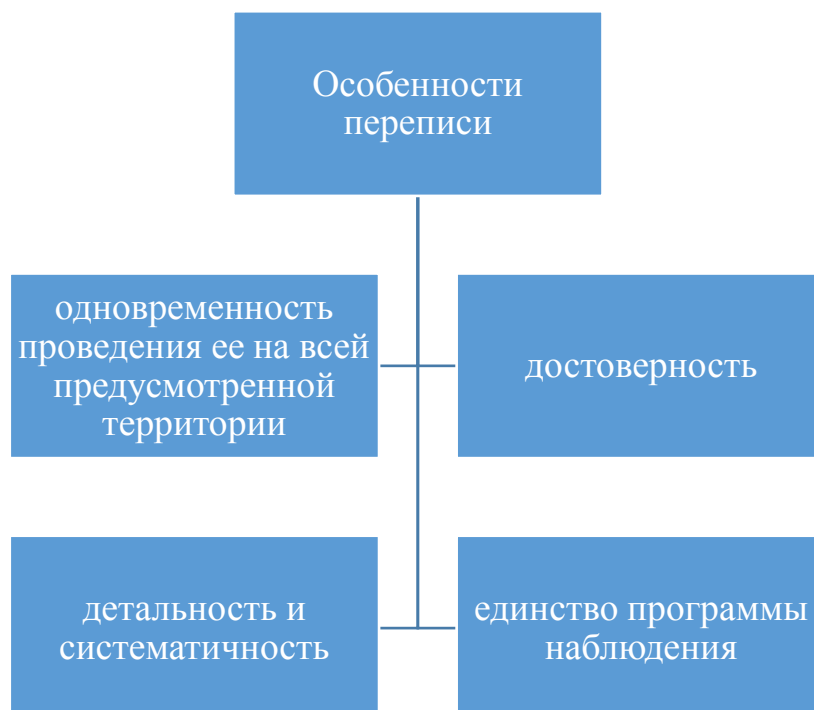 Особенности
переписи
одновременность
проведения ее на всей
предусмотренной
территории
достоверность
детальность и
систематичность
единство программы
наблюдения